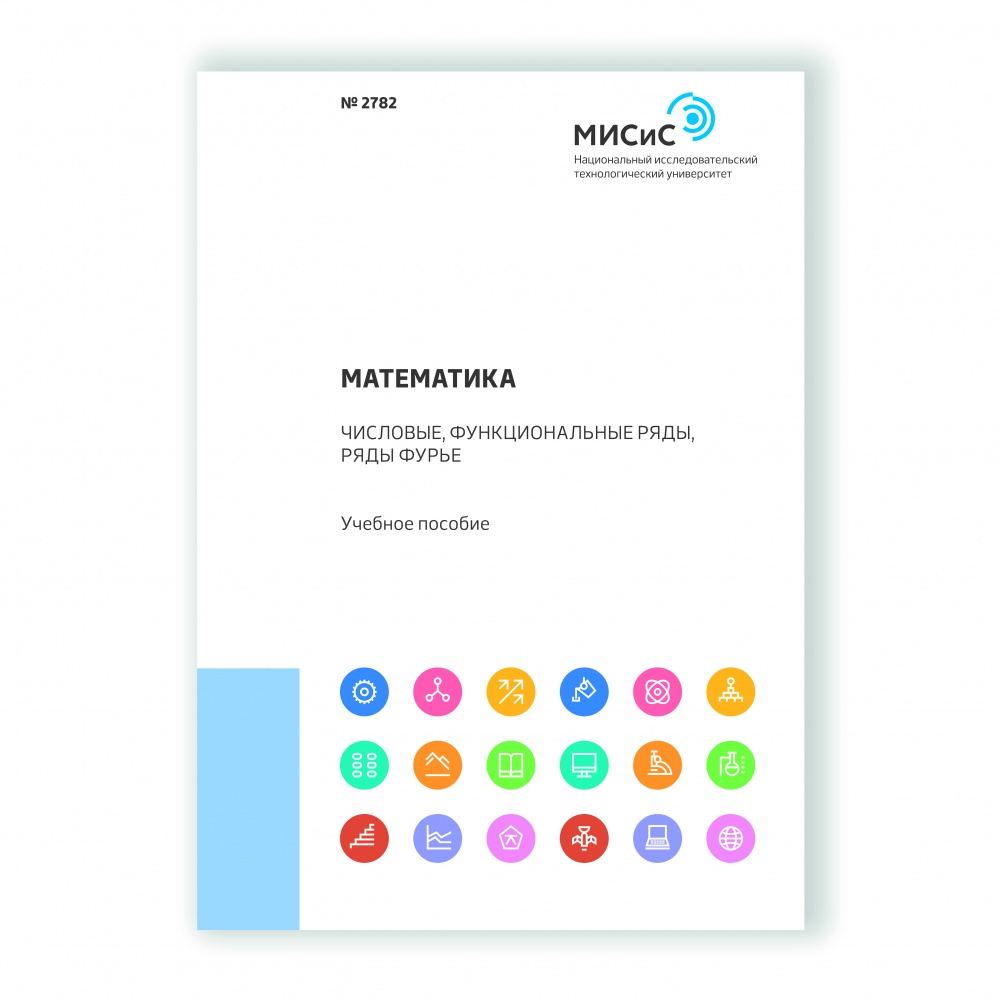 № 2782
МИСиС
Национальный исследовательский
технологический университет
МАТЕМАТИКА
ЧИСЛОВЫЕ, ФУНКЦИОНАЛЬНЫЕ РЯДЫ,
РЯДЫ ФУРЬЕ
Учебное пособие